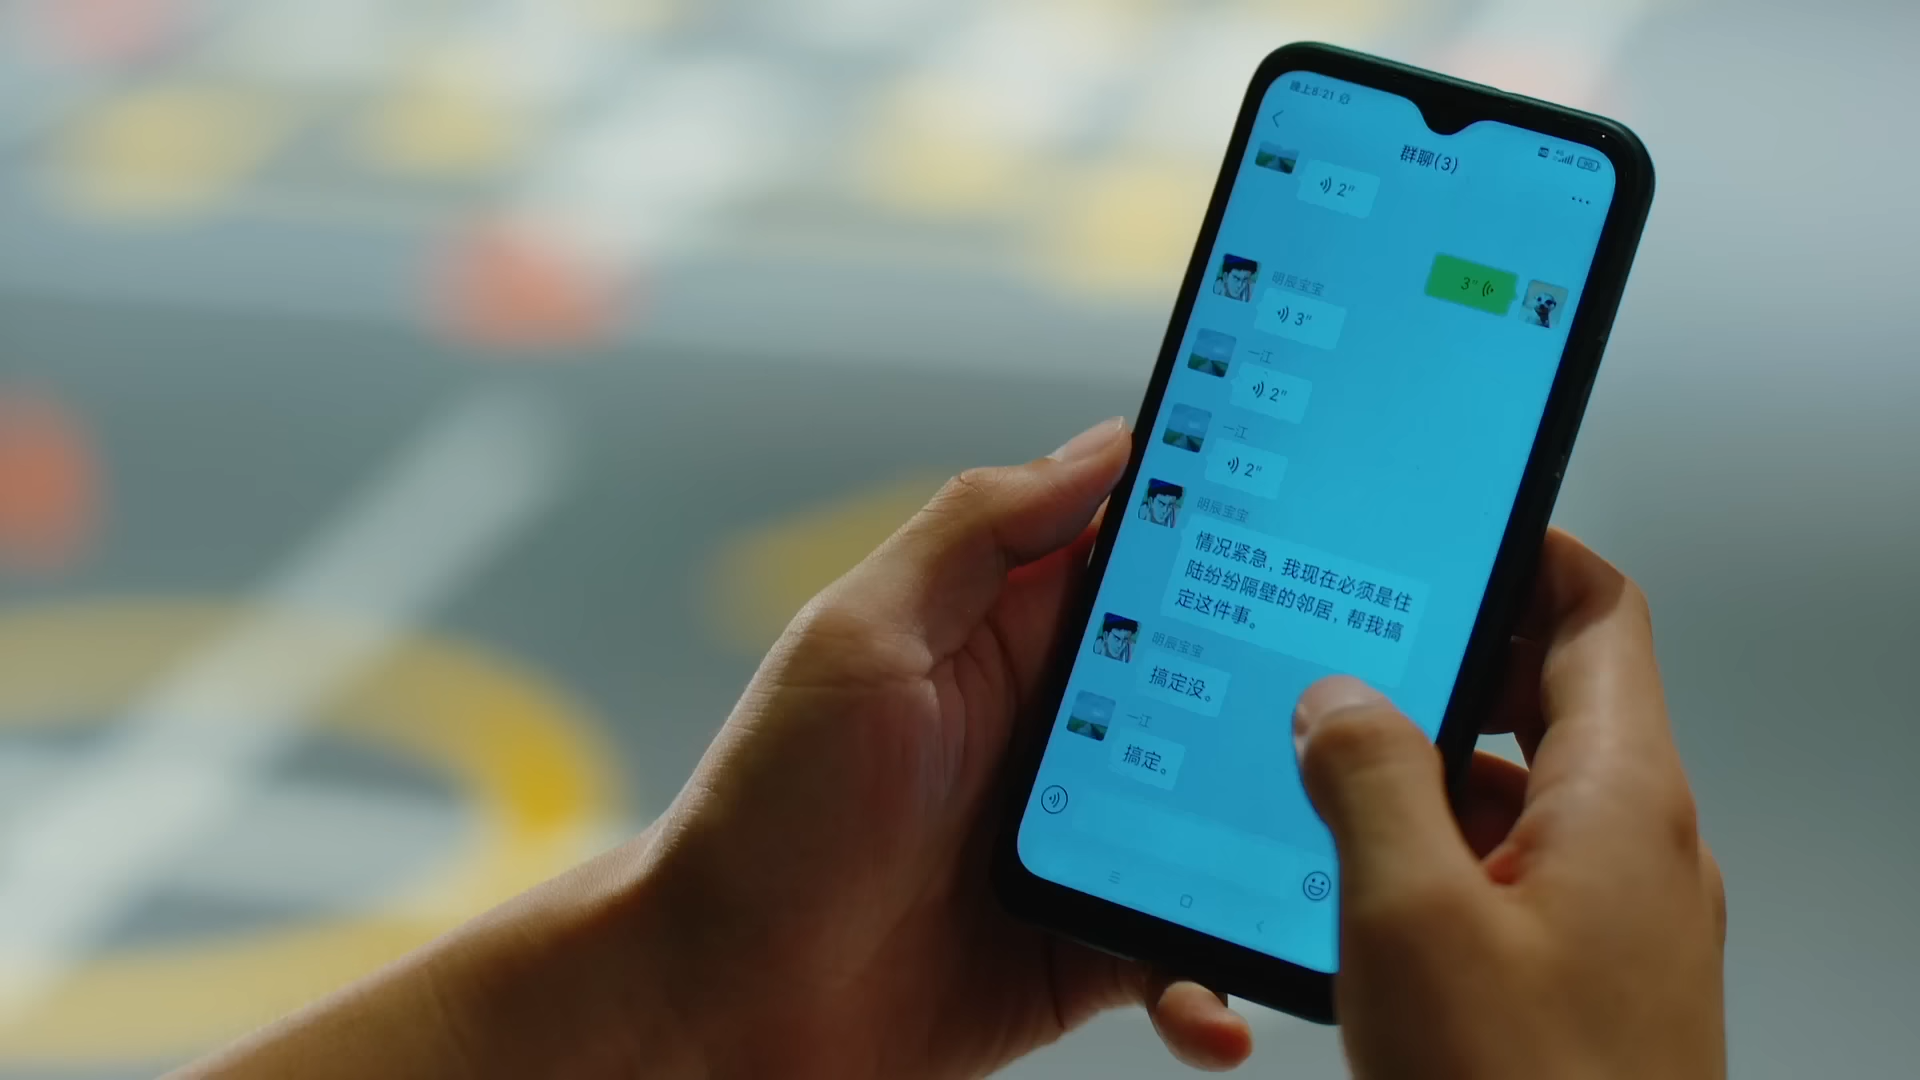 晚上8:21
群聊(3)
2"
3"
明辰宝宝
3"
一江
2"
一江
2"
明辰宝宝
情况紧急，我现在必须是住
陆纷纷隔壁的邻居，帮我搞
定这件事。
明辰宝宝
搞定没。
一江
搞定。